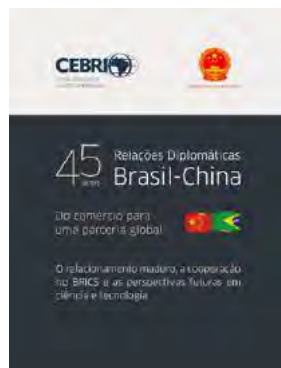 CEBRI
45 anos
Relações Diplomáticas
Brasil-China
Do comércio para
uma parceria global
O relacionamento maduro, a cooperação
no BRICS e as perspectivas futuras em
ciência e tecnologia